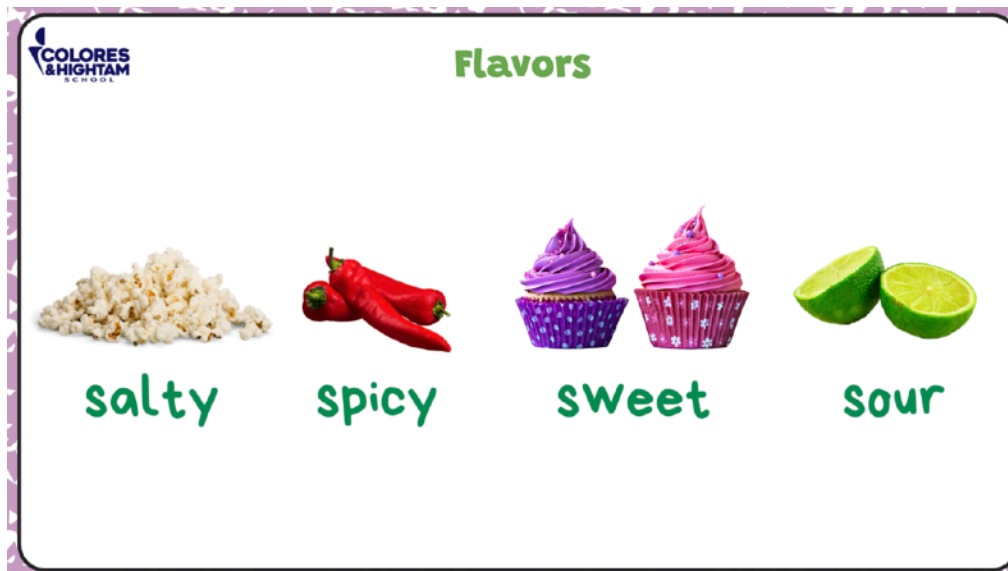 COLORES
&HIGHTAM
SCHOOL
Flavors
salty
spicy
sweet
sour